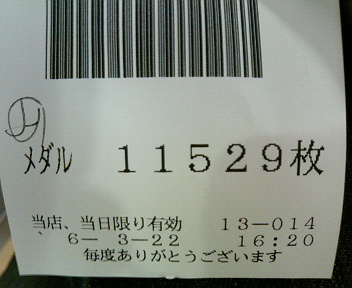 メダル 11529枚
当店、当日限り有効 13-014
6- 3-22 16:20
毎度ありがとうございます